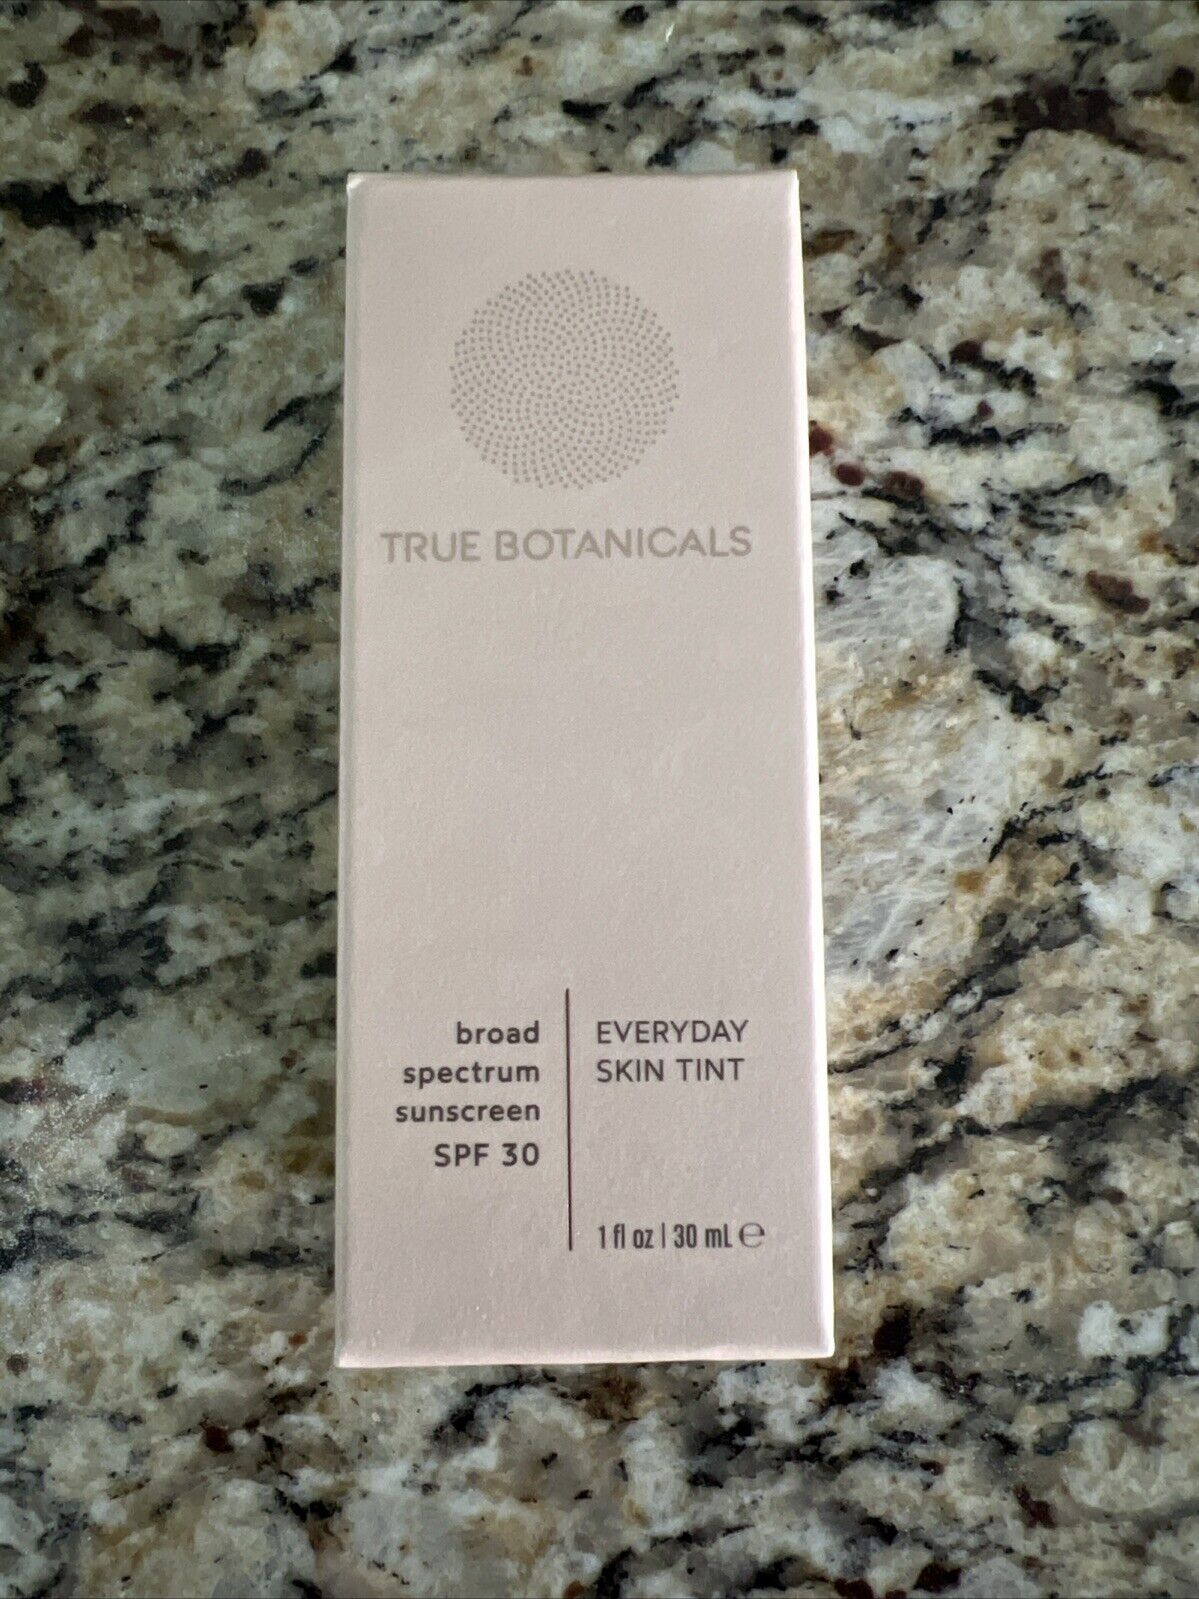 TRUE BOTANICALS
broad
spectrum
sunscreen
SPF 30
EVERYDAY
SKIN TINT
1 fl oz | 30 mL ℮